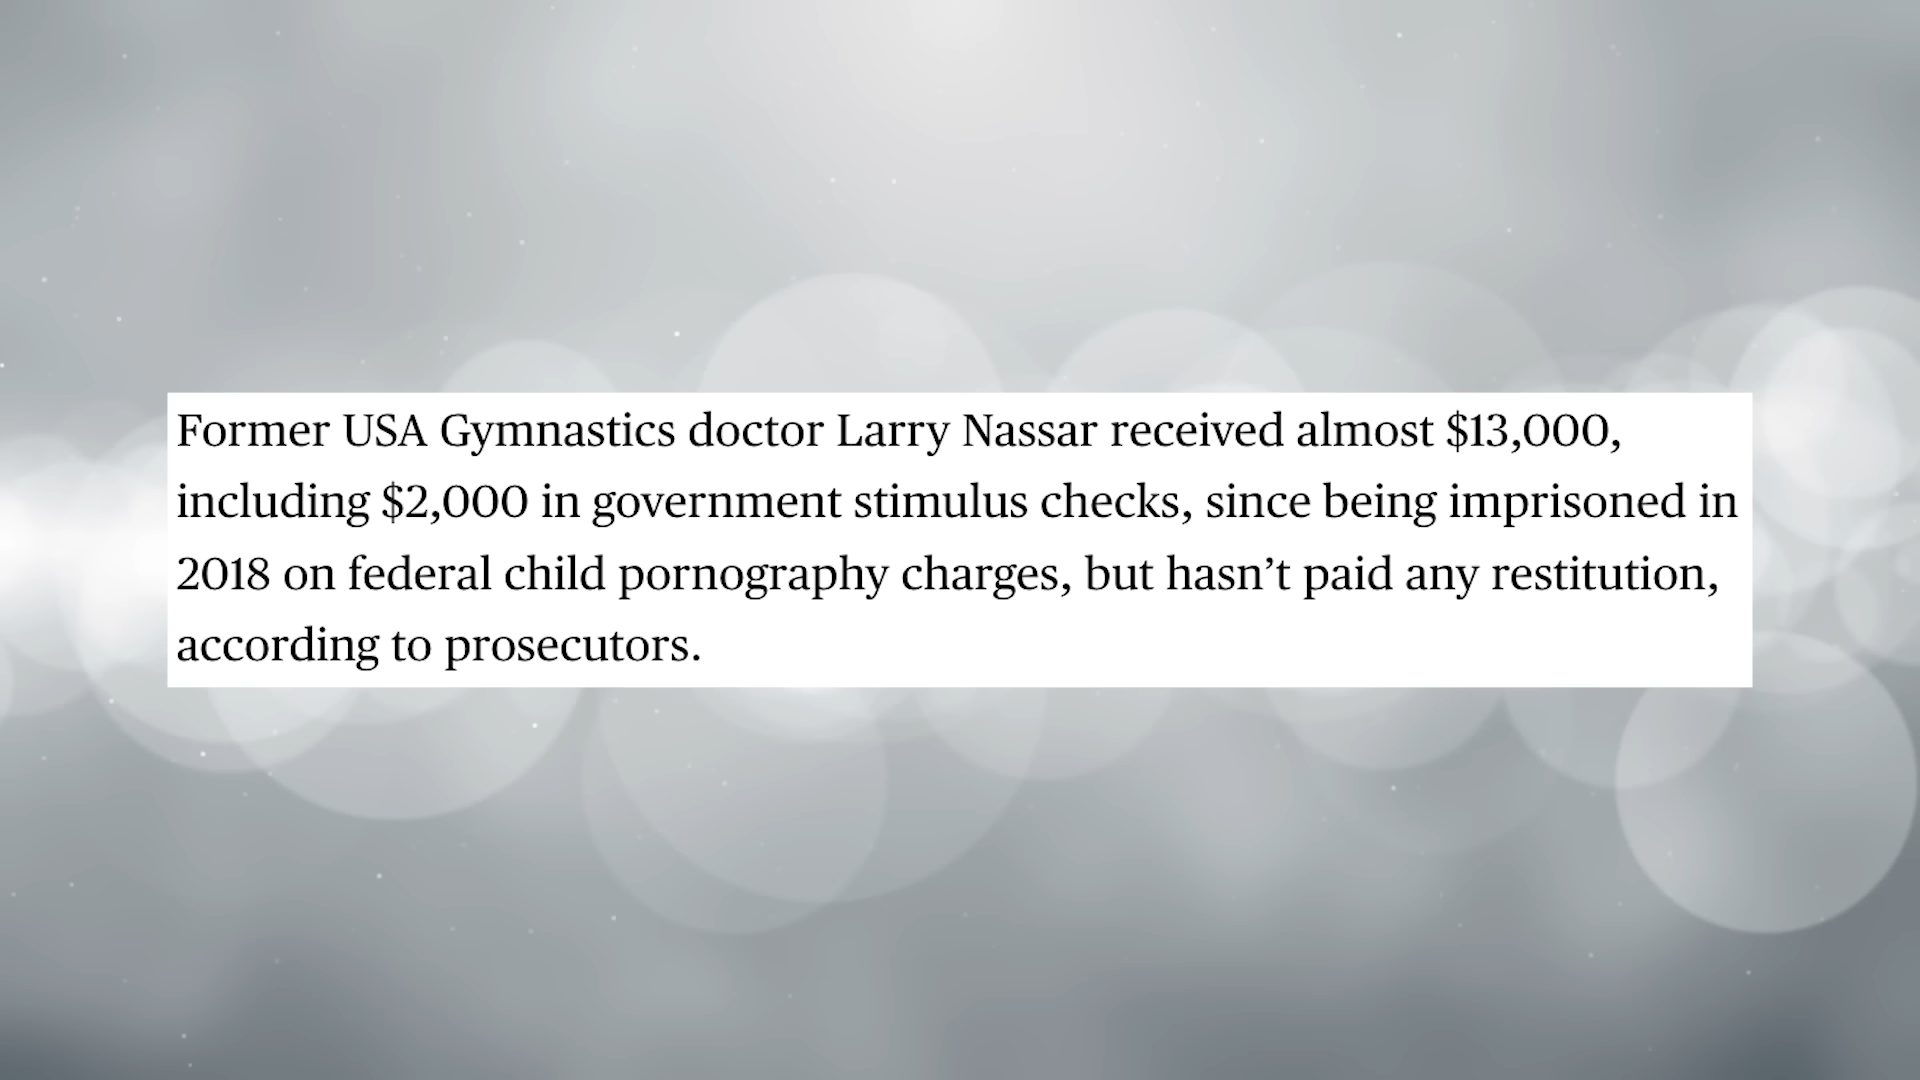 Former USA Gymnastics doctor Larry Nassar received almost $13,000,
including $2,000 in government stimulus checks, since being imprisoned in
2018 on federal child pornography charges, but hasn’t paid any restitution,
according to prosecutors.